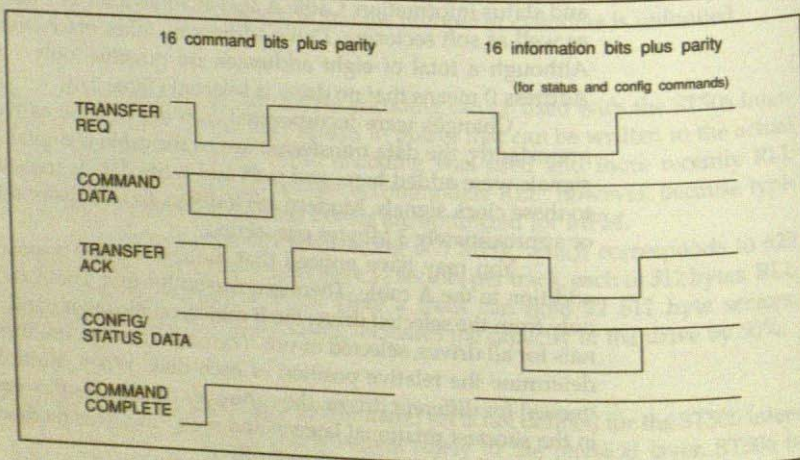 16 command bits plus parity
16 information bits plus parity
(for status and config commands)
TRANSFER
REQ
COMMAND
DATA
TRANSFER
ACK
CONFIG/
STATUS DATA
COMMAND
COMPLETE